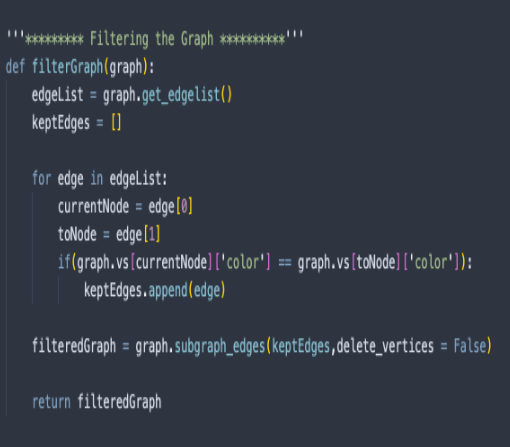 '''********* Filtering the Graph **********'''
def filterGraph(graph):
    edgeList = graph.get_edgelist()
    keptEdges = []

    for edge in edgeList:
        currentNode = edge[0]
        toNode = edge[1]
        if(graph.vs[currentNode]['color'] == graph.vs[toNode]['color']):
            keptEdges.append(edge)

    filteredGraph = graph.subgraph_edges(keptEdges,delete_vertices = False)

    return filteredGraph